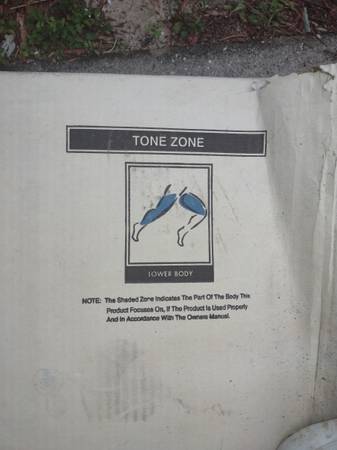 TONE ZONE
LOWER BODY
NOTE: The Shaded Zone Indicates The Part Of The Body This
Product Focuses On, If The Product Is Used Properly
And In Accordance With The Owners Manual.